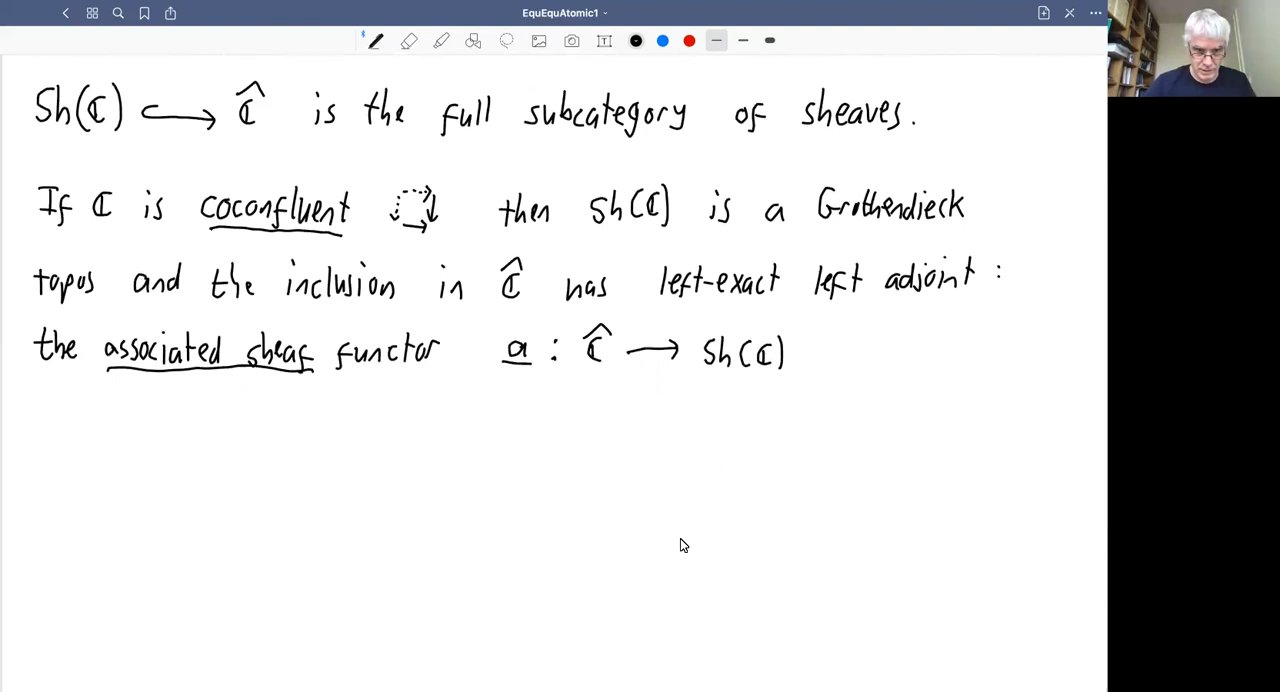 EquEquAtomic1
Sh(ℂ) ↪ ℂ̂ is the full subcategory of sheaves.
If ℂ is coconfluent then Sh(ℂ) is a Grothendieck
topos and the inclusion in ℂ̂ has left-exact left adjoint :
the associated sheaf functor a : ℂ̂ ⟶ Sh(ℂ)